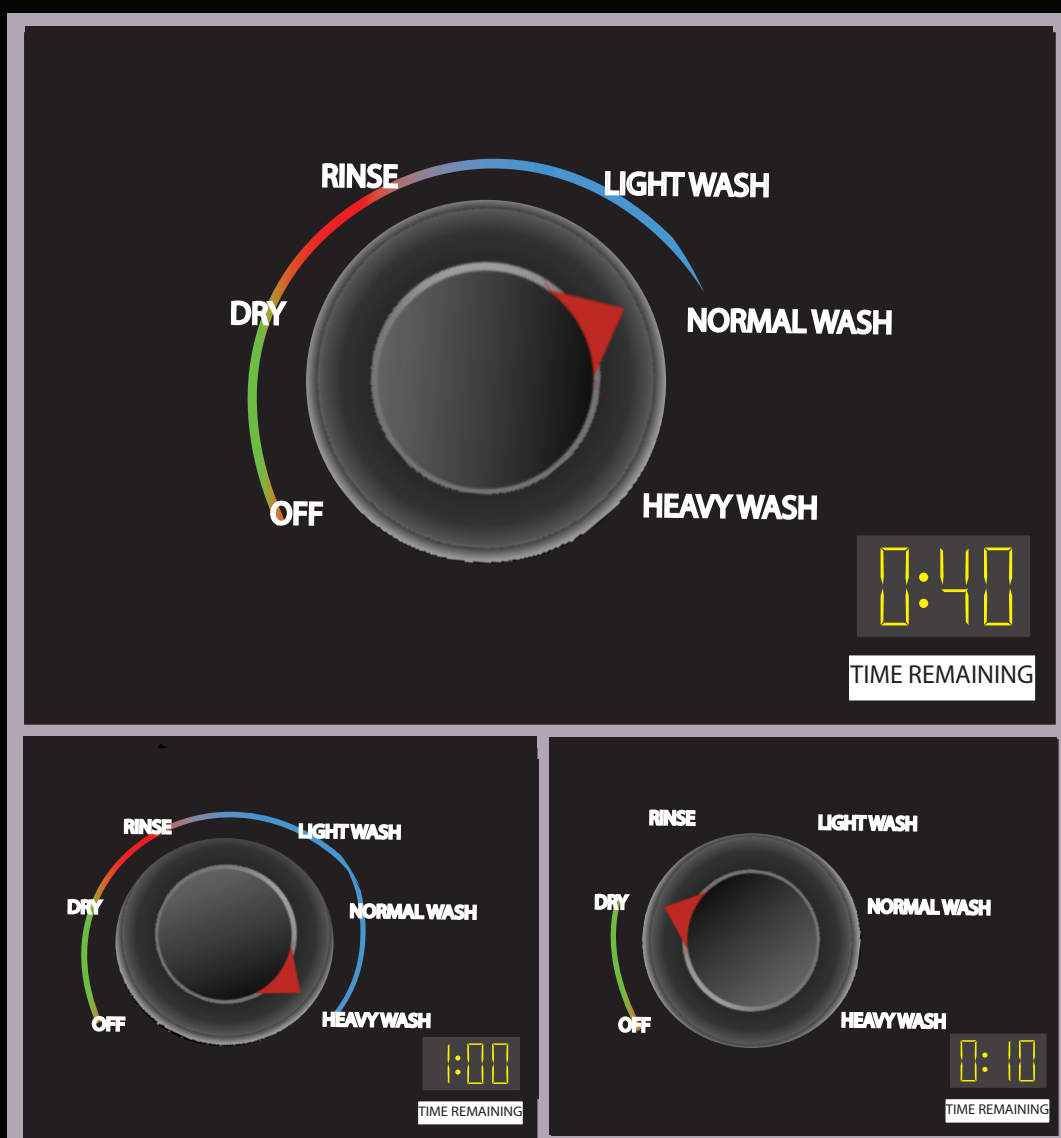 RINSE
LIGHT WASH
DRY
NORMAL WASH
OFF
HEAVY WASH
0:40
TIME REMAINING
RINSE
LIGHT WASH
DRY
NORMAL WASH
OFF
HEAVY WASH
1:00
TIME REMAINING
RINSE
LIGHT WASH
DRY
NORMAL WASH
OFF
HEAVY WASH
0:10
TIME REMAINING